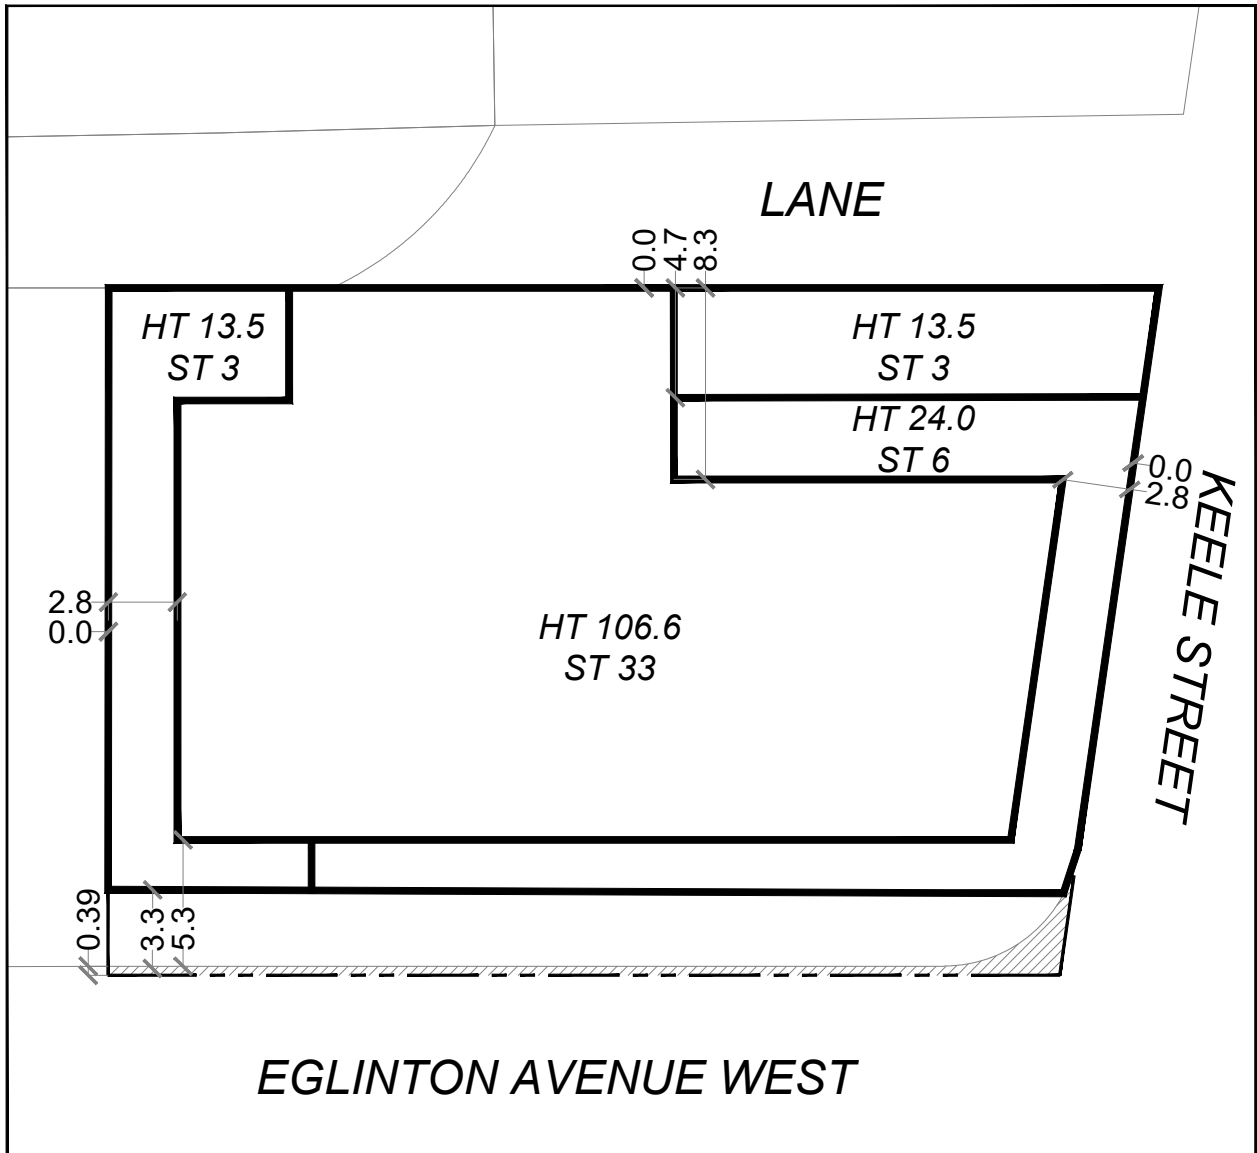 LANE
0.0
4.7
8.3
HT 13.5
ST 3
HT 13.5
ST 3
HT 24.0
ST 6
0.0
2.8
KEELE STREET
2.8
0.0
HT 106.6
ST 33
0.39
3.3
5.3
EGLINTON AVENUE WEST